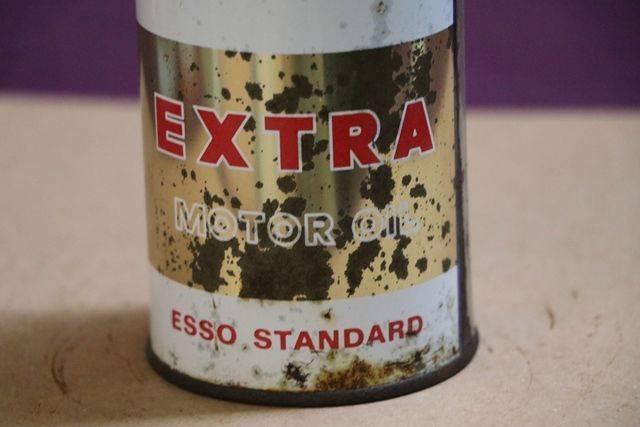 EXTRA
MOTOR OIL
ESSO STANDARD